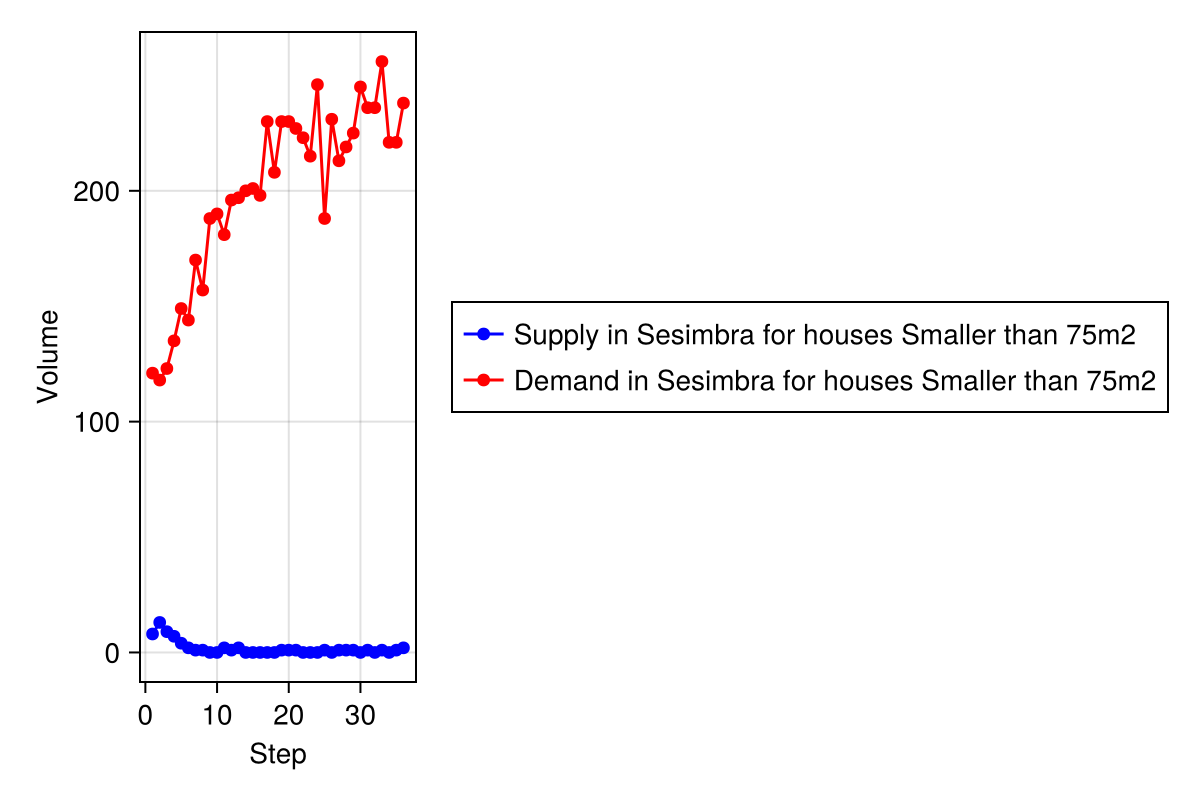 Volume
200
100
0
0 10 20 30
Step
Supply in Sesimbra for houses Smaller than 75m2
Demand in Sesimbra for houses Smaller than 75m2